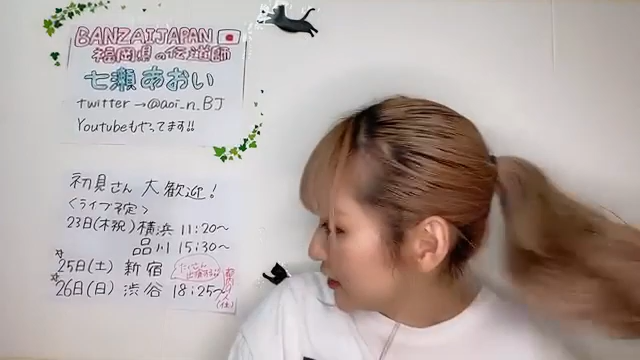 BANZAIJAPAN
福岡県の伝道師
七瀬あおい
twitter→@aoi_n_BJ
Youtubeもやってます!!
初見さん 大歓迎!
<ライブ予定>
23日(木祝) 横浜 11:20~
品川 15:30~
25日(土) 新宿
26日(日) 渋谷 18:25~